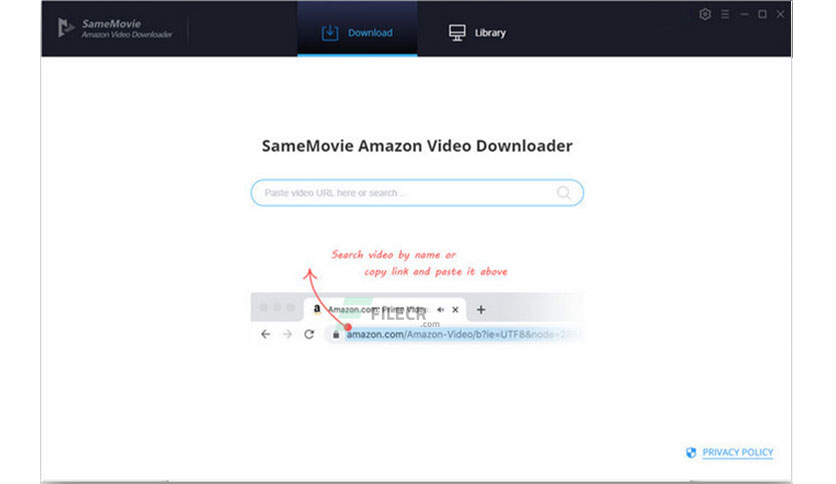 SameMovie
Amazon Video Downloader
Download
Library
SameMovie Amazon Video Downloader
Paste video URL here or search ...
Search video by name or
copy link and paste it above
a Amazon.com: Prime Video
FILECR
.com
amazon.com/Amazon-Video/b?ie=UTF8&node=
PRIVACY POLICY